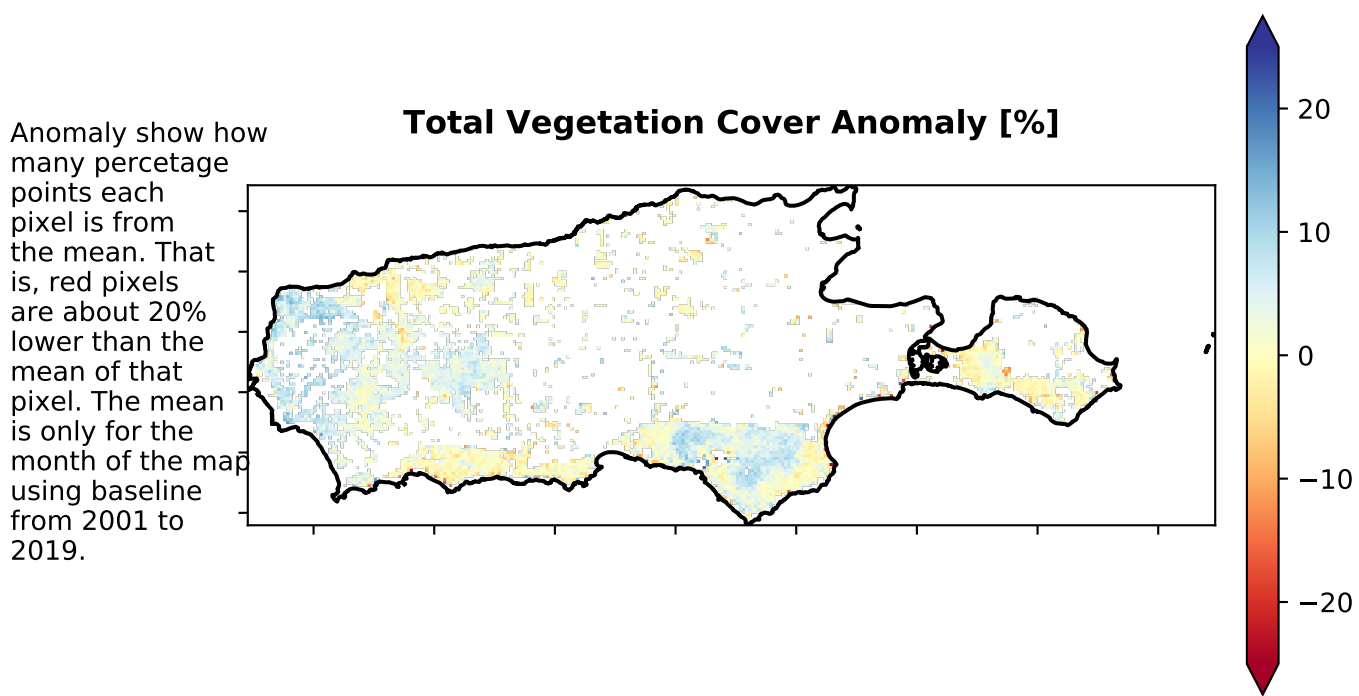 Total Vegetation Cover Anomaly [%]
Anomaly show how
many percetage
points each
pixel is from
the mean. That
is, red pixels
are about 20%
lower than the
mean of that
pixel. The mean
is only for the
month of the map
using baseline
from 2001 to
2019.
20
10
0
−10
−20